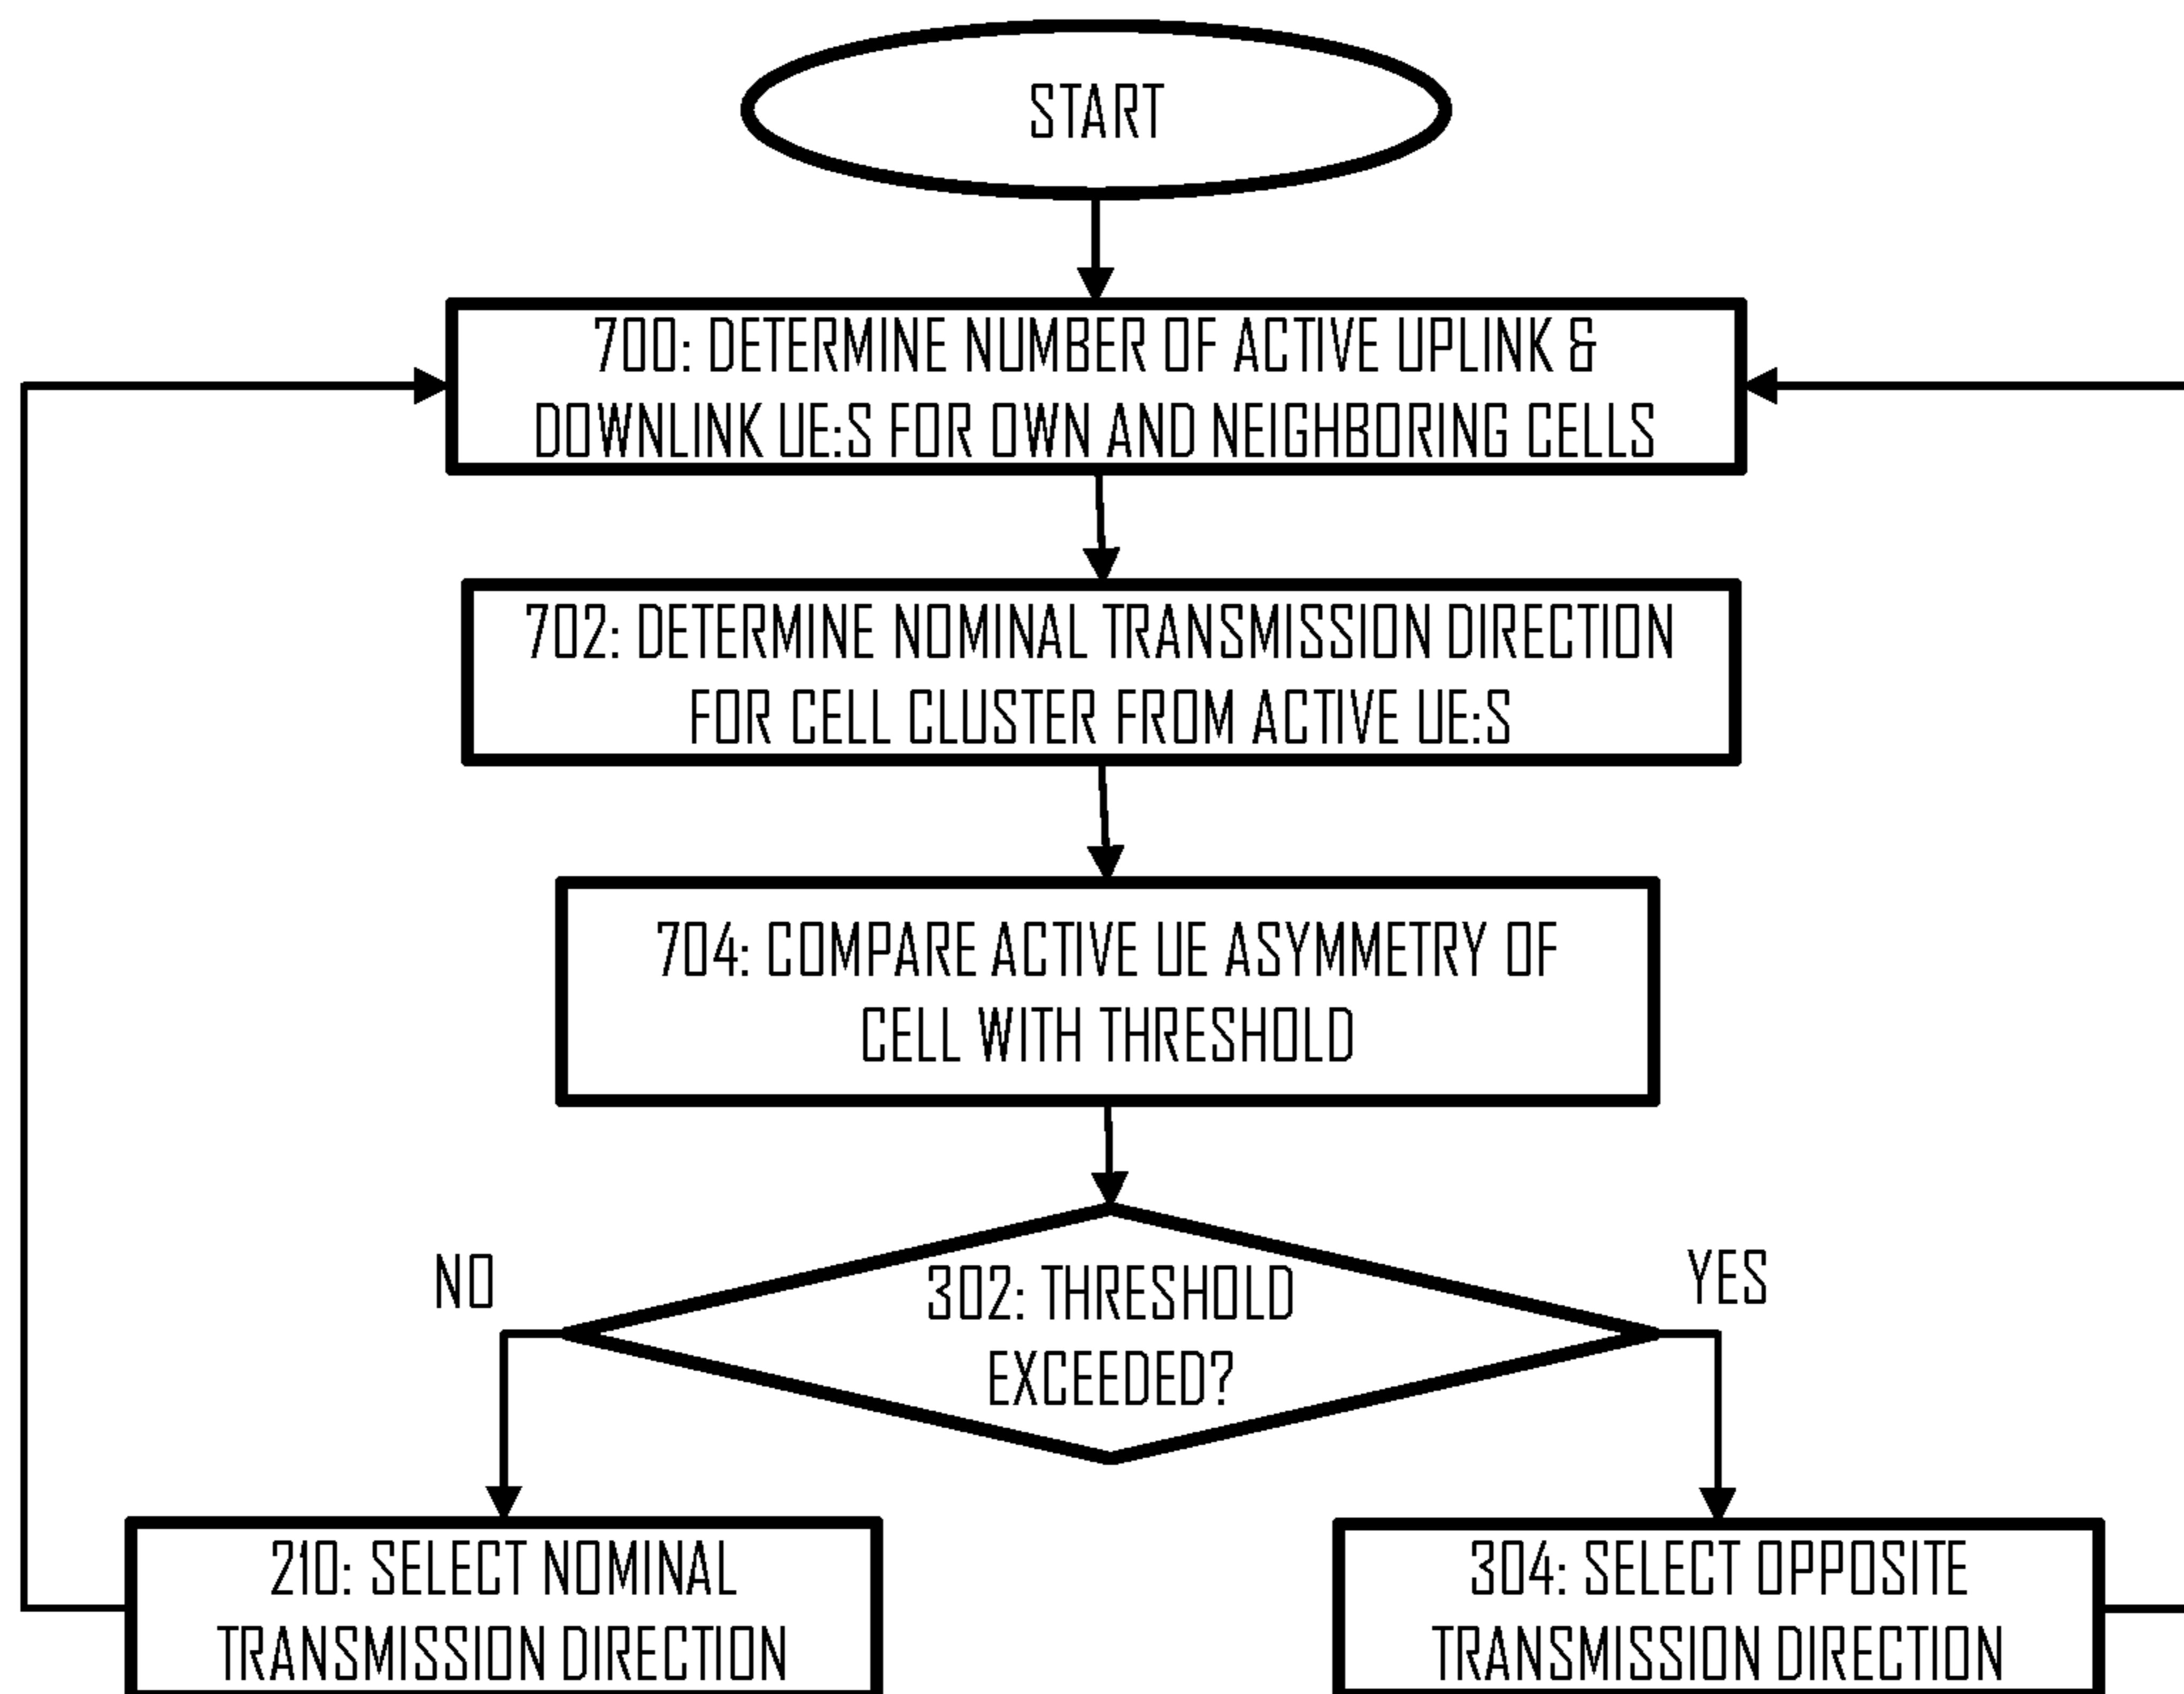 START
700: DETERMINE NUMBER OF ACTIVE UPLINK &
DOWNLINK UE:S FOR OWN AND NEIGHBORING CELLS
702: DETERMINE NOMINAL TRANSMISSION DIRECTION
FOR CELL CLUSTER FROM ACTIVE UE:S
704: COMPARE ACTIVE UE ASYMMETRY OF
CELL WITH THRESHOLD
NO
302: THRESHOLD
EXCEEDED?
YES
210: SELECT NOMINAL
TRANSMISSION DIRECTION
304: SELECT OPPOSITE
TRANSMISSION DIRECTION